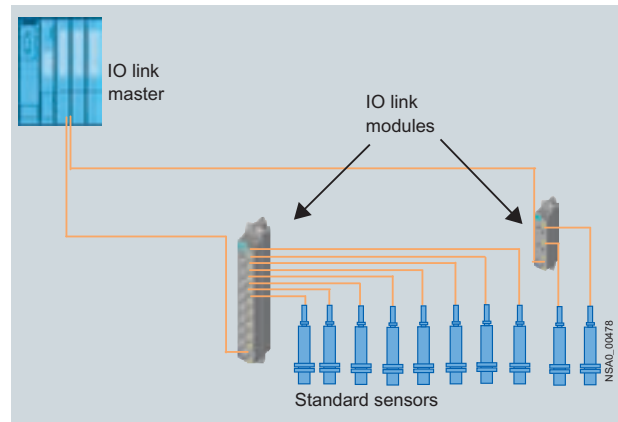 IO link
master
IO link
modules
Standard sensors
NSA0_00478